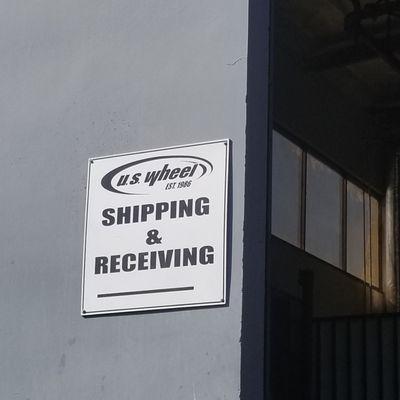 u.s. wheel
EST. 1986
SHIPPING
&
RECEIVING